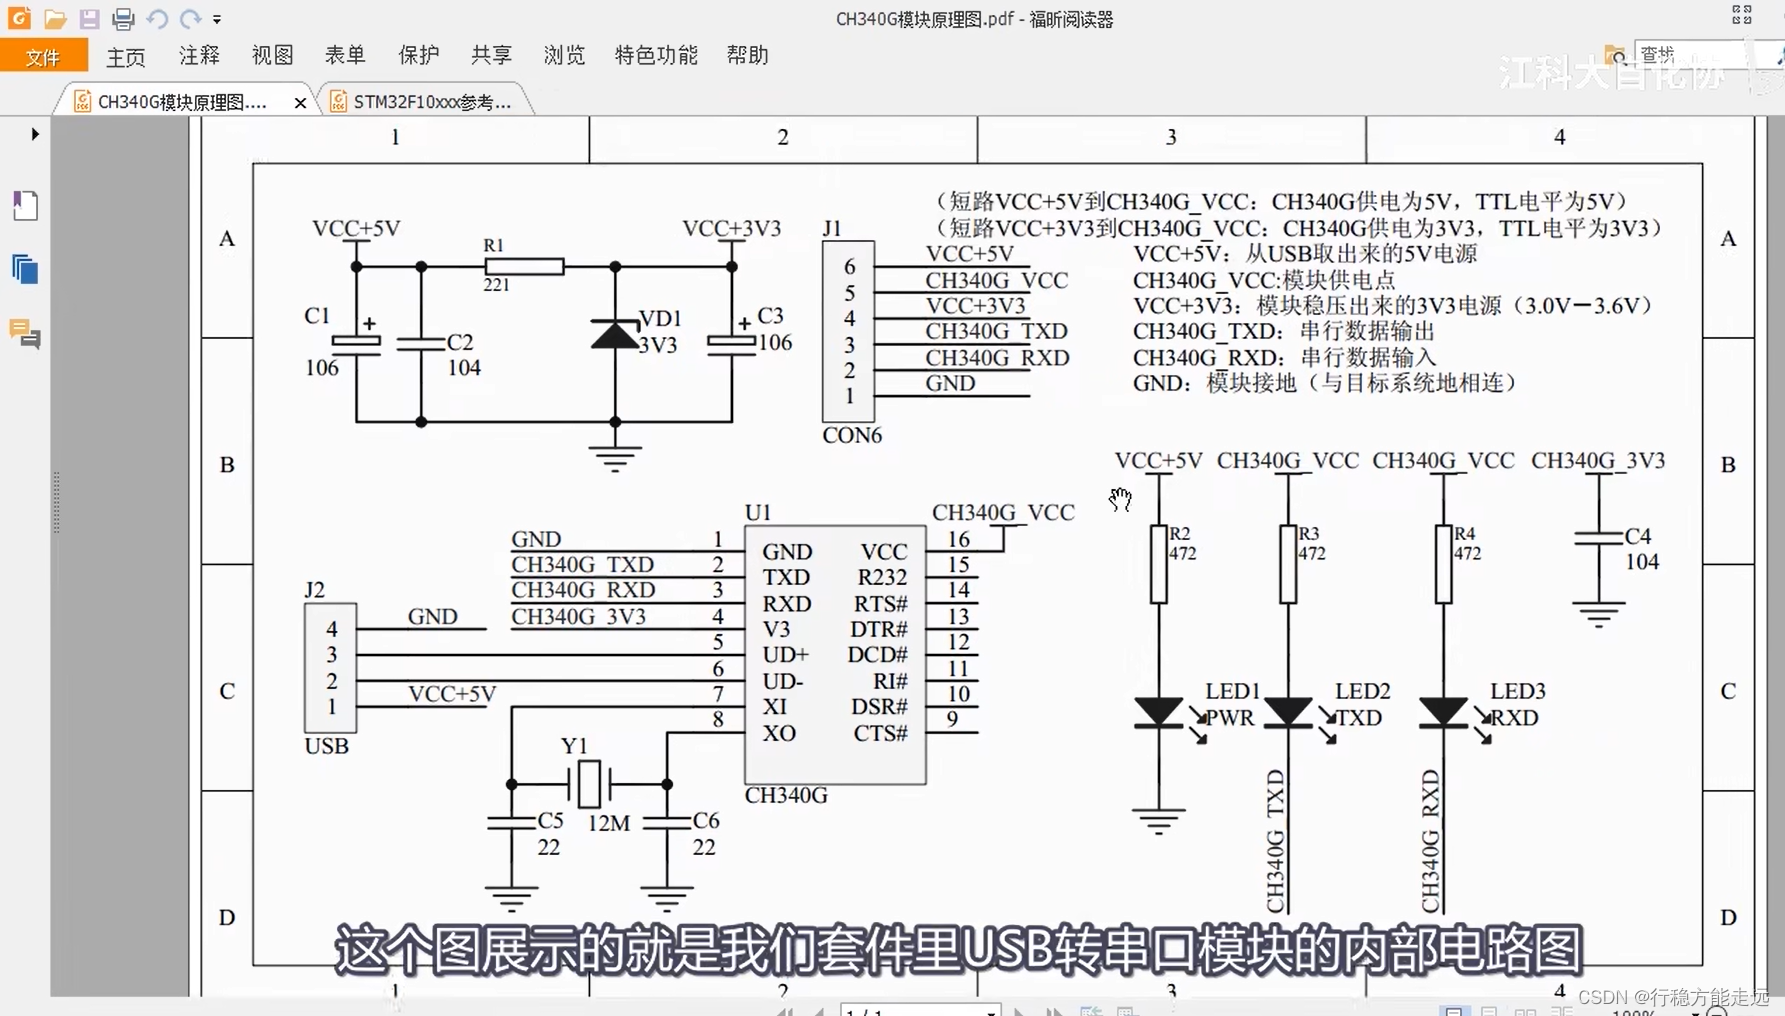 CH340G模块原理图.pdf - 福昕阅读器
文件 主页 注释 视图 表单 保护 共享 浏览 特色功能 帮助
查找
江科大自化协
CH340G模块原理图.... × STM32F10xxx参考...
1 2 3 4
A A
B B
C C
D D
(短路VCC+5V到CH340G_VCC：CH340G供电为5V，TTL电平为5V）
(短路VCC+3V3到CH340G_VCC：CH340G供电为3V3，TTL电平为3V3）
VCC+5V：从USB取出来的5V电源
CH340G_VCC:模块供电点
VCC+3V3：模块稳压出来的3V3电源（3.0V－3.6V）
CH340G_TXD：串行数据输出
CH340G_RXD：串行数据输入
GND：模块接地（与目标系统地相连）
VCC+5V
VCC+3V3
R1
221
C1
106
C2
104
VD1
3V3
C3
106
J1
6 VCC+5V
5 CH340G_VCC
4 VCC+3V3
3 CH340G_TXD
2 CH340G_RXD
1 GND
CON6
J2
4 GND
3
2
1 VCC+5V
USB
U1
GND 1 GND
CH340G_TXD 2 TXD
CH340G_RXD 3 RXD
CH340G_3V3 4 V3
5 UD+
6 UD-
7 XI
8 XO
VCC 16 CH340G_VCC
R232 15
RTS# 14
DTR# 13
DCD# 12
RI# 11
DSR# 10
CTS# 9
CH340G
Y1
12M
C5
22
C6
22
VCC+5V CH340G_VCC CH340G_VCC CH340G_3V3
R2
472
R3
472
R4
472
C4
104
LED1
PWR
LED2
TXD
LED3
RXD
CH340G_TXD
CH340G_RXD
这个图展示的就是我们套件里USB转串口模块的内部电路图
1 2 3 4
CSDN @行稳方能走远
1 / 1
100%